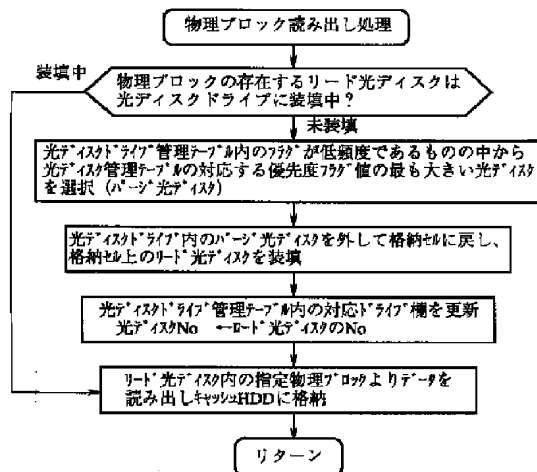 物理ブロック読み出し処理
装填中
物理ブロックの存在するリード光ディスクは
光ディスクドライブに装填中？
未装填
光ﾃﾞｨｽｸﾄﾞﾗｲﾌﾞ管理ﾃｰﾌﾞﾙ内のﾌﾗｸﾞが低頻度であるものの中から
光ﾃﾞｨｽｸ管理ﾃｰﾌﾞﾙの対応する優先度ﾌﾗｸﾞ値の最も大きい光ﾃﾞｨｽｸ
を選択（ﾊﾟｰｼﾞ光ﾃﾞｨｽｸ）
光ﾃﾞｨｽｸﾄﾞﾗｲﾌﾞ内のﾊﾟｰｼﾞ光ﾃﾞｨｽｸを外して格納ｾﾙに戻し、
格納ｾﾙ上のﾘｰﾄﾞ光ﾃﾞｨｽｸを装填
光ﾃﾞｨｽｸﾄﾞﾗｲﾌﾞ管理ﾃｰﾌﾞﾙ内の対応ﾄﾞﾗｲﾌﾞ欄を更新
光ﾃﾞｨｽｸNo ←ﾛｰﾄﾞ光ﾃﾞｨｽｸのNo
ﾘｰﾄﾞ光ﾃﾞｨｽｸ内の指定物理ﾌﾞﾛｯｸよりデータを
読み出しｷｬｯｼｭHDDに格納
リターン